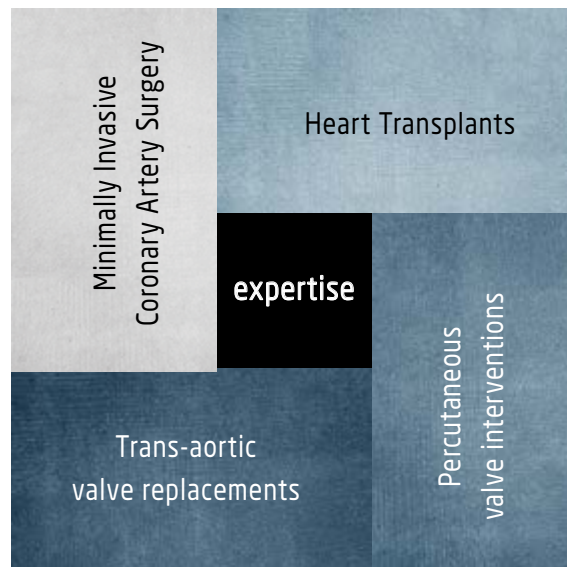 Minimally Invasive
Coronary Artery Surgery
Heart Transplants
expertise
Percutaneous
valve interventions
Trans-aortic
valve replacements